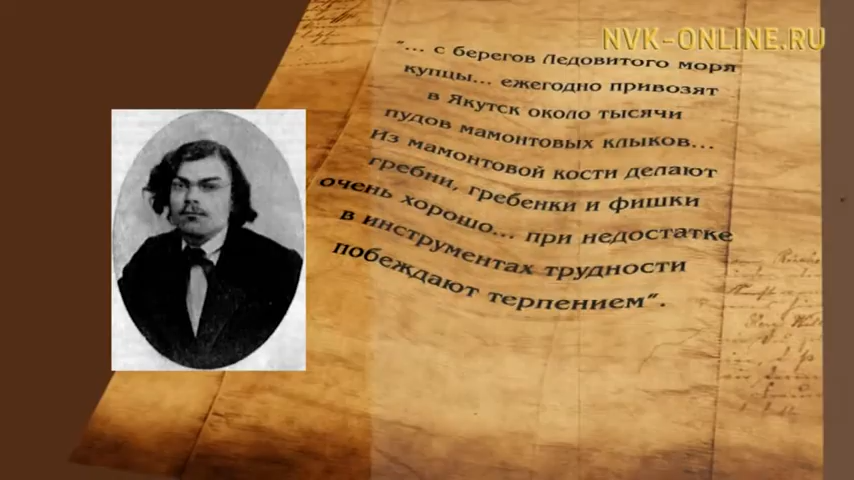 NVK-ONLINE.RU
"... с берегов Ледовитого моря
купцы... ежегодно привозят
в Якутск около тысячи
пудов мамонтовых клыков...
Из мамонтовой кости делают
гребни, гребенки и фишки
очень хорошо... при недостатке
в инструментах трудности
побеждают терпением".